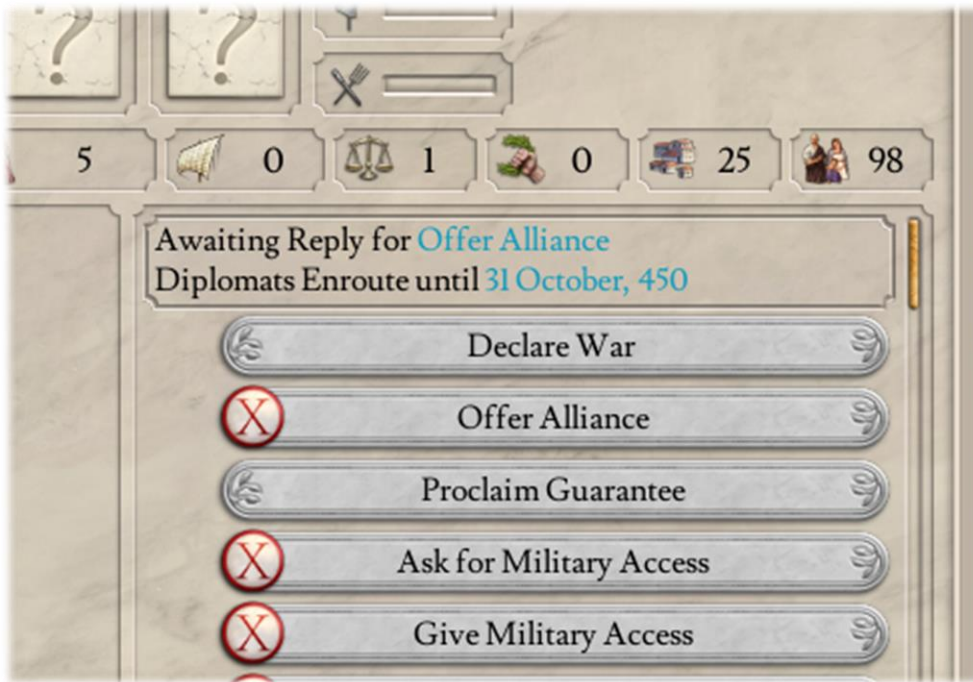 ? ?
5 0 1 0 25 98
Awaiting Reply for Offer Alliance
Diplomats Enroute until 31 October, 450
Declare War
X Offer Alliance
Proclaim Guarantee
X Ask for Military Access
X Give Military Access